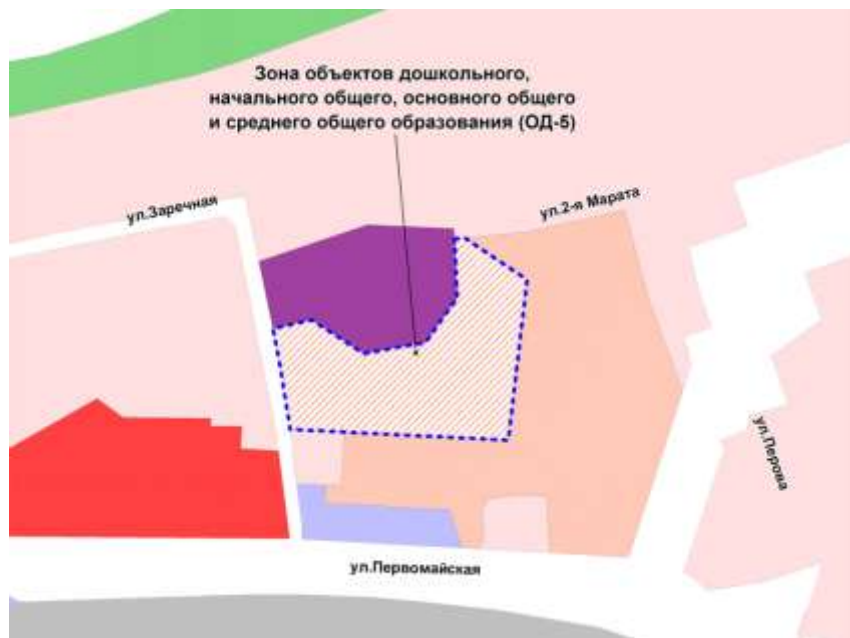 Зона объектов дошкольного,
начального общего, основного общего
и среднего общего образования (ОД-5)
ул.Заречная
ул.2-я Марата
ул.Перова
ул.Первомайская